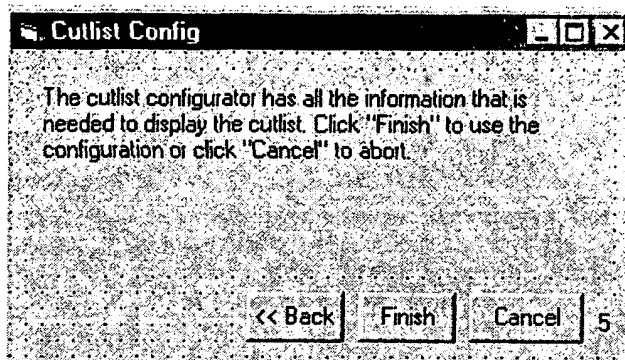 Cutlist Config
The cutlist configurator has all the information that is
needed to display the cutlist. Click "Finish" to use the
configuration or click "Cancel" to abort.
<< Back Finish Cancel 5